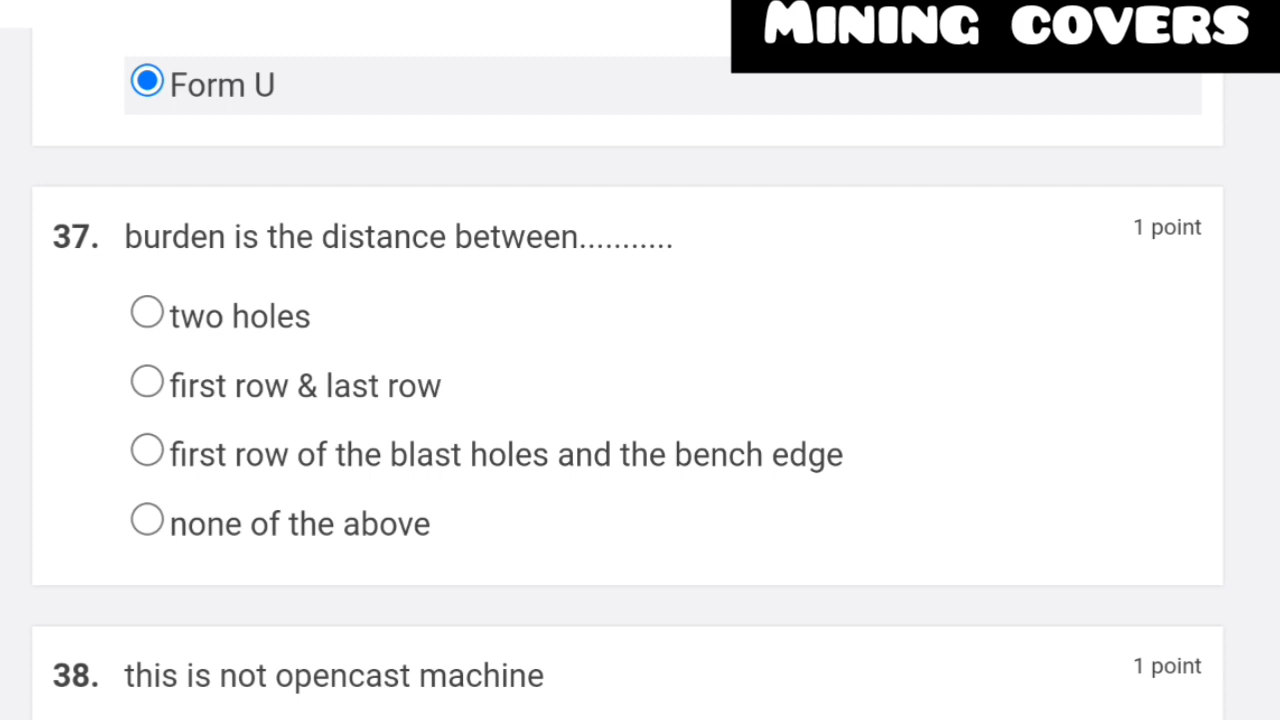 MINING COVERS
Form U
37. burden is the distance between........... 1 point
two holes
first row & last row
first row of the blast holes and the bench edge
none of the above
38. this is not opencast machine 1 point